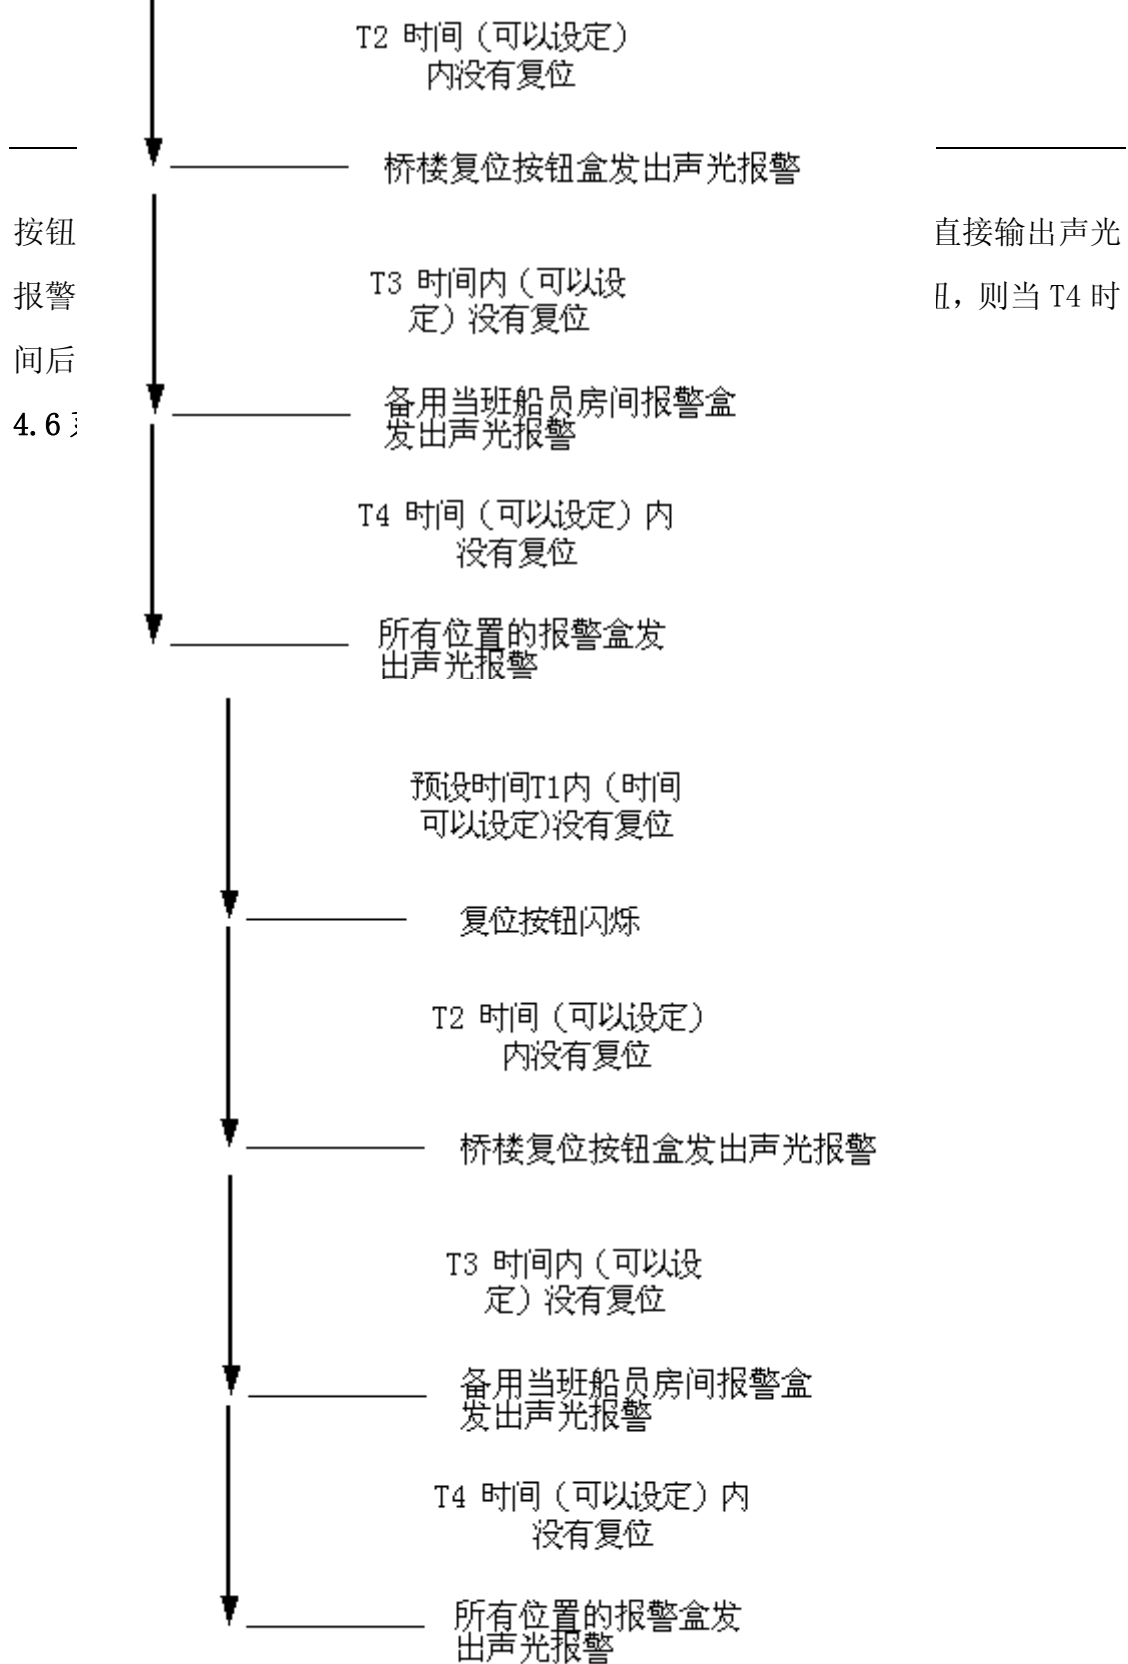 T2 时间（可以设定）
内没有复位
桥楼复位按钮盒发出声光报警
按钮
直接输出声光
T3 时间内（可以设
定）没有复位
报警
，则当 T4 时
间后
备用当班船员房间报警盒
发出声光报警
4.6
T4 时间（可以设定）内
没有复位
所有位置的报警盒发
出声光报警
预设时间T1内（时间
可以设定)没有复位
复位按钮闪烁
T2 时间（可以设定）
内没有复位
桥楼复位按钮盒发出声光报警
T3 时间内（可以设
定）没有复位
备用当班船员房间报警盒
发出声光报警
T4 时间（可以设定）内
没有复位
所有位置的报警盒发
出声光报警